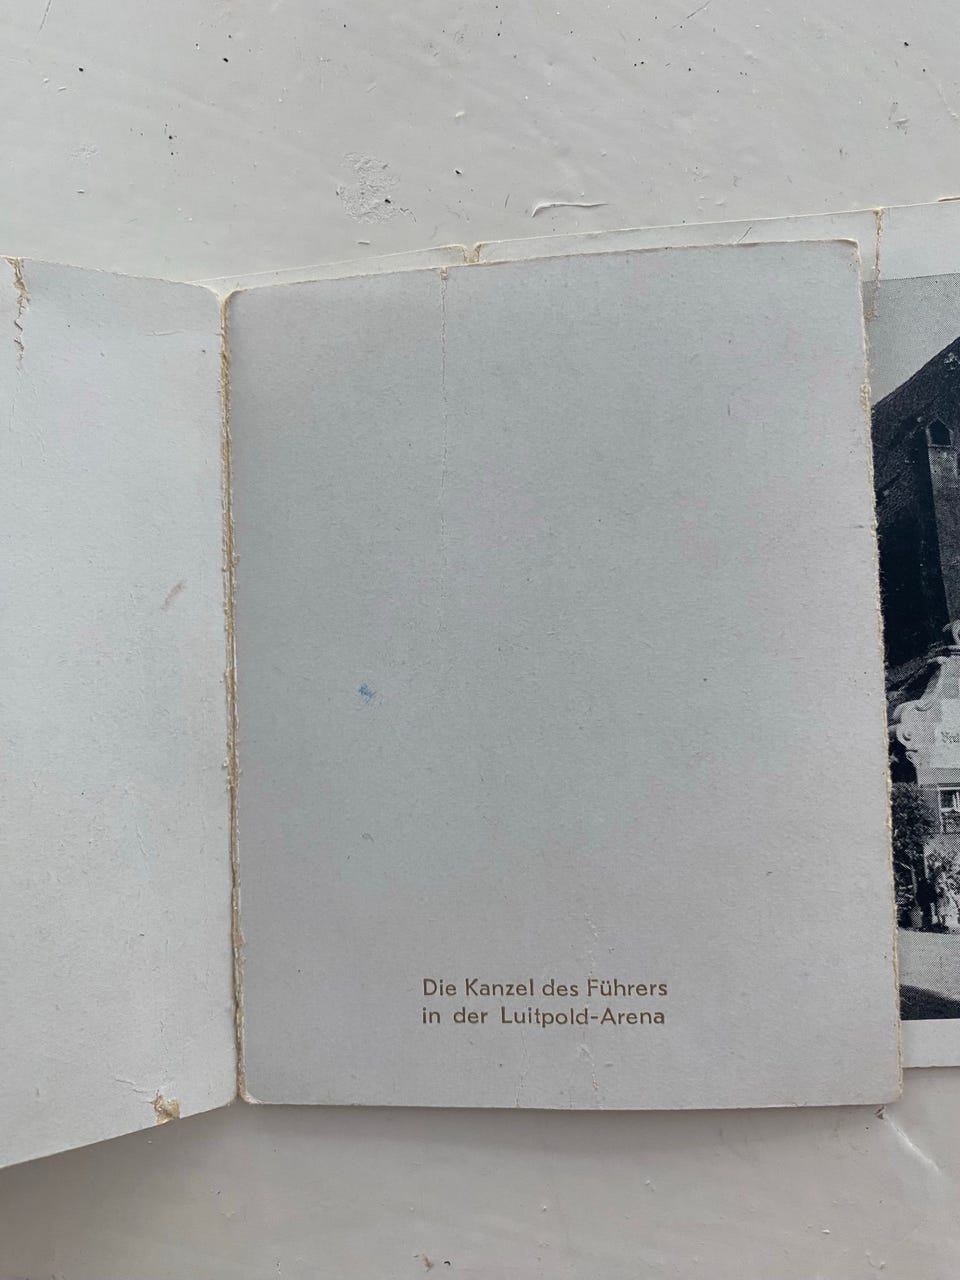 Die Kanzel des Führers
in der Luitpold-Arena